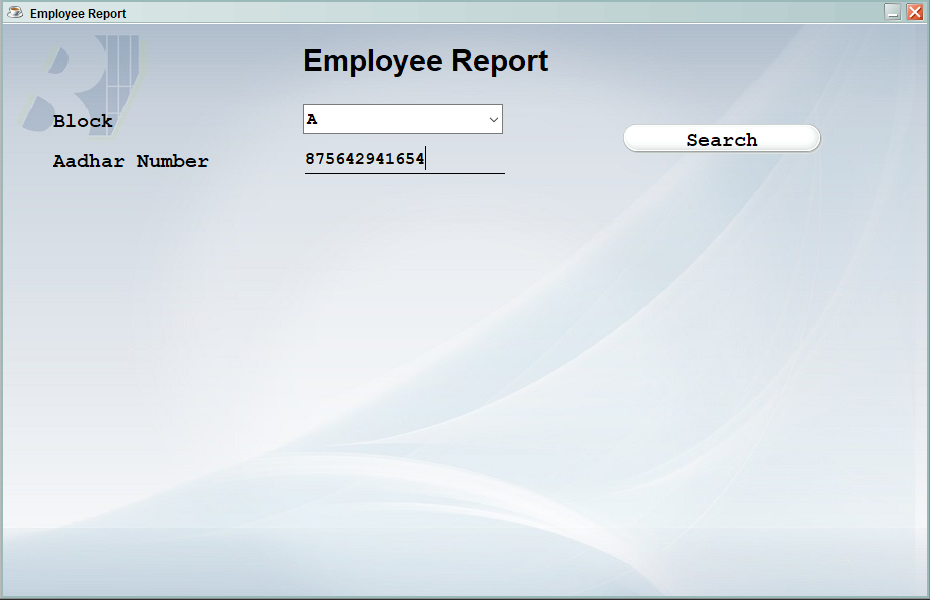 Employee Report
Employee Report
Block
A
Search
Aadhar Number
875642941654